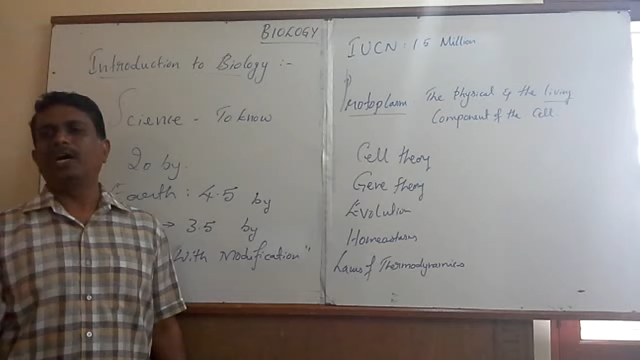 BIOLOGY
Introduction to Biology :-
Science - To know
20 by.
Earth : 4.5 by
→ 3.5 by
With Modification"
IUCN : 1.5 Million
Protoplasm The Physical & the living
Component of the Cell.
Cell theory
Gene theory
Evolution
Homeostasis
Laws of Thermodynamics